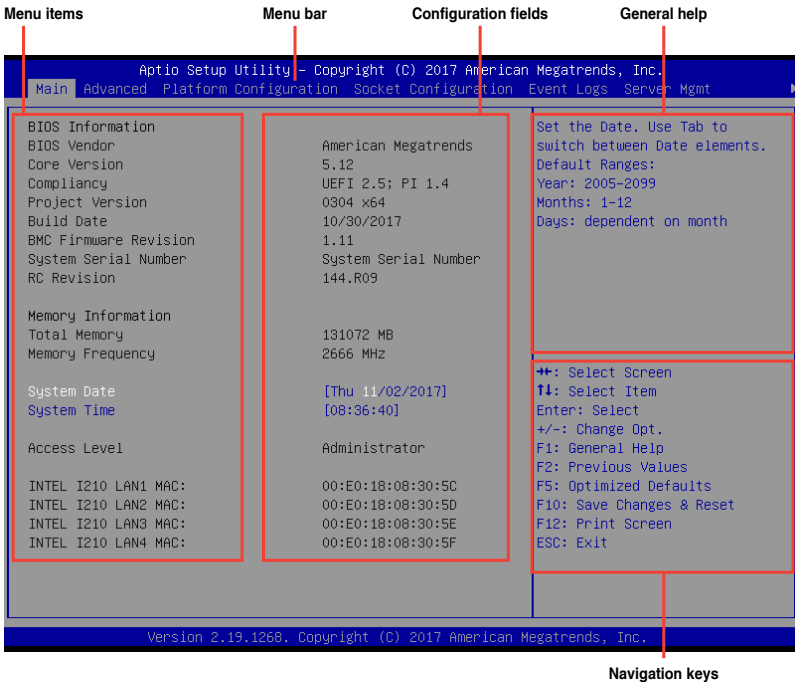 Menu items Menu bar Configuration fields General help
Aptio Setup Utility – Copyright (C) 2017 American Megatrends, Inc.
Main Advanced Platform Configuration Socket Configuration Event Logs Server Mgmt
BIOS Information
BIOS Vendor American Megatrends
Core Version 5.12
Compliancy UEFI 2.5; PI 1.4
Project Version 0304 x64
Build Date 10/30/2017
BMC Firmware Revision 1.11
System Serial Number System Serial Number
RC Revision 144.R09
Memory Information
Total Memory 131072 MB
Memory Frequency 2666 MHz
System Date [Thu 11/02/2017]
System Time [08:36:40]
Access Level Administrator
INTEL I210 LAN1 MAC: 00:E0:18:08:30:5C
INTEL I210 LAN2 MAC: 00:E0:18:08:30:5D
INTEL I210 LAN3 MAC: 00:E0:18:08:30:5E
INTEL I210 LAN4 MAC: 00:E0:18:08:30:5F
Set the Date. Use Tab to
switch between Date elements.
Default Ranges:
Year: 2005-2099
Months: 1-12
Days: dependent on month
→←: Select Screen
↑↓: Select Item
Enter: Select
+/-: Change Opt.
F1: General Help
F2: Previous Values
F5: Optimized Defaults
F10: Save Changes & Reset
F12: Print Screen
ESC: Exit
Version 2.19.1268. Copyright (C) 2017 American Megatrends, Inc.
Navigation keys